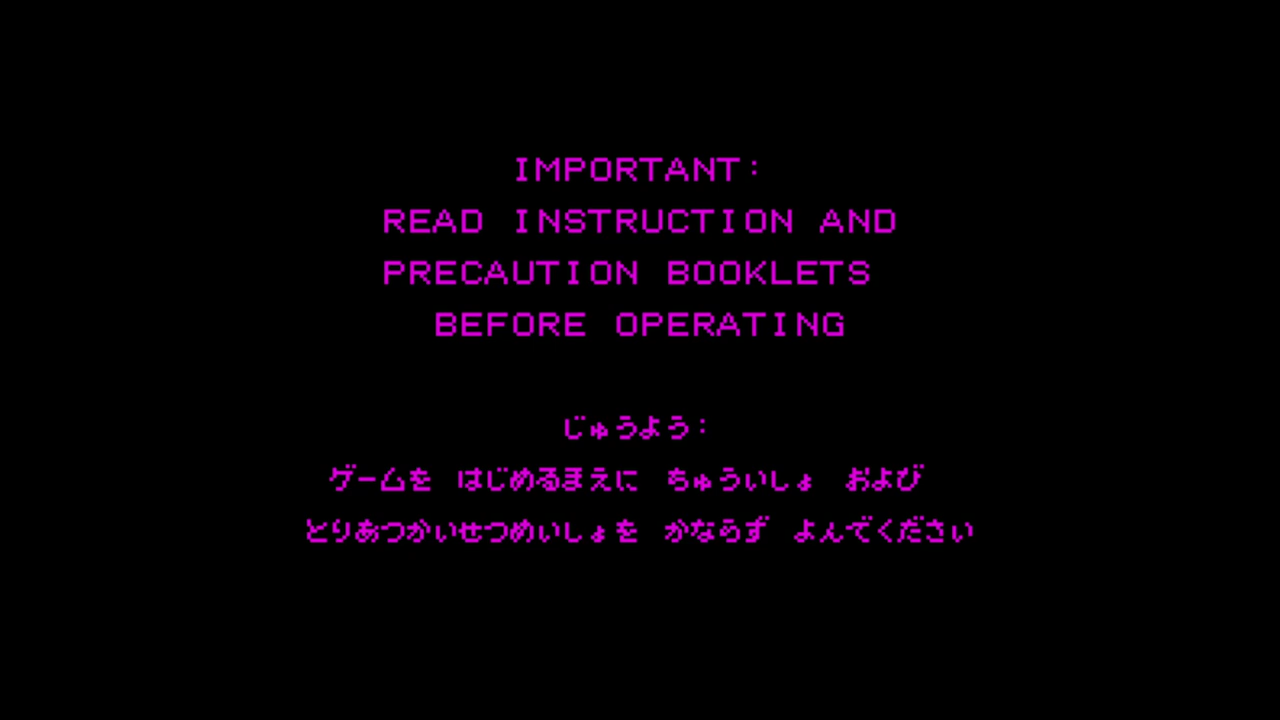 IMPORTANT:
READ INSTRUCTION AND
PRECAUTION BOOKLETS
BEFORE OPERATING
じゅうよう:
ゲームを はじめるまえに ちゅういしょ および
とりあつかいせつめいしょを かならず よんでください